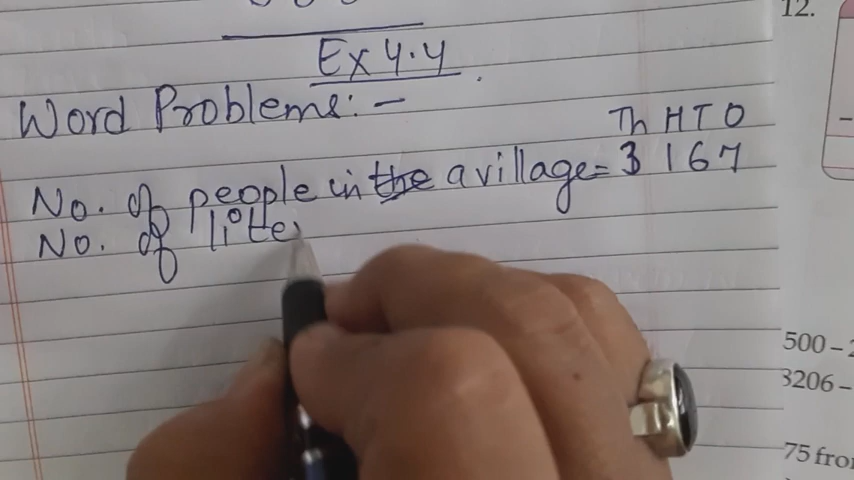 Ex 4.4
Word Problems:-
Th H T O
No. of people in the a village = 3 1 6 7
No. of lite
12.
500 –
3206 –
75 fro